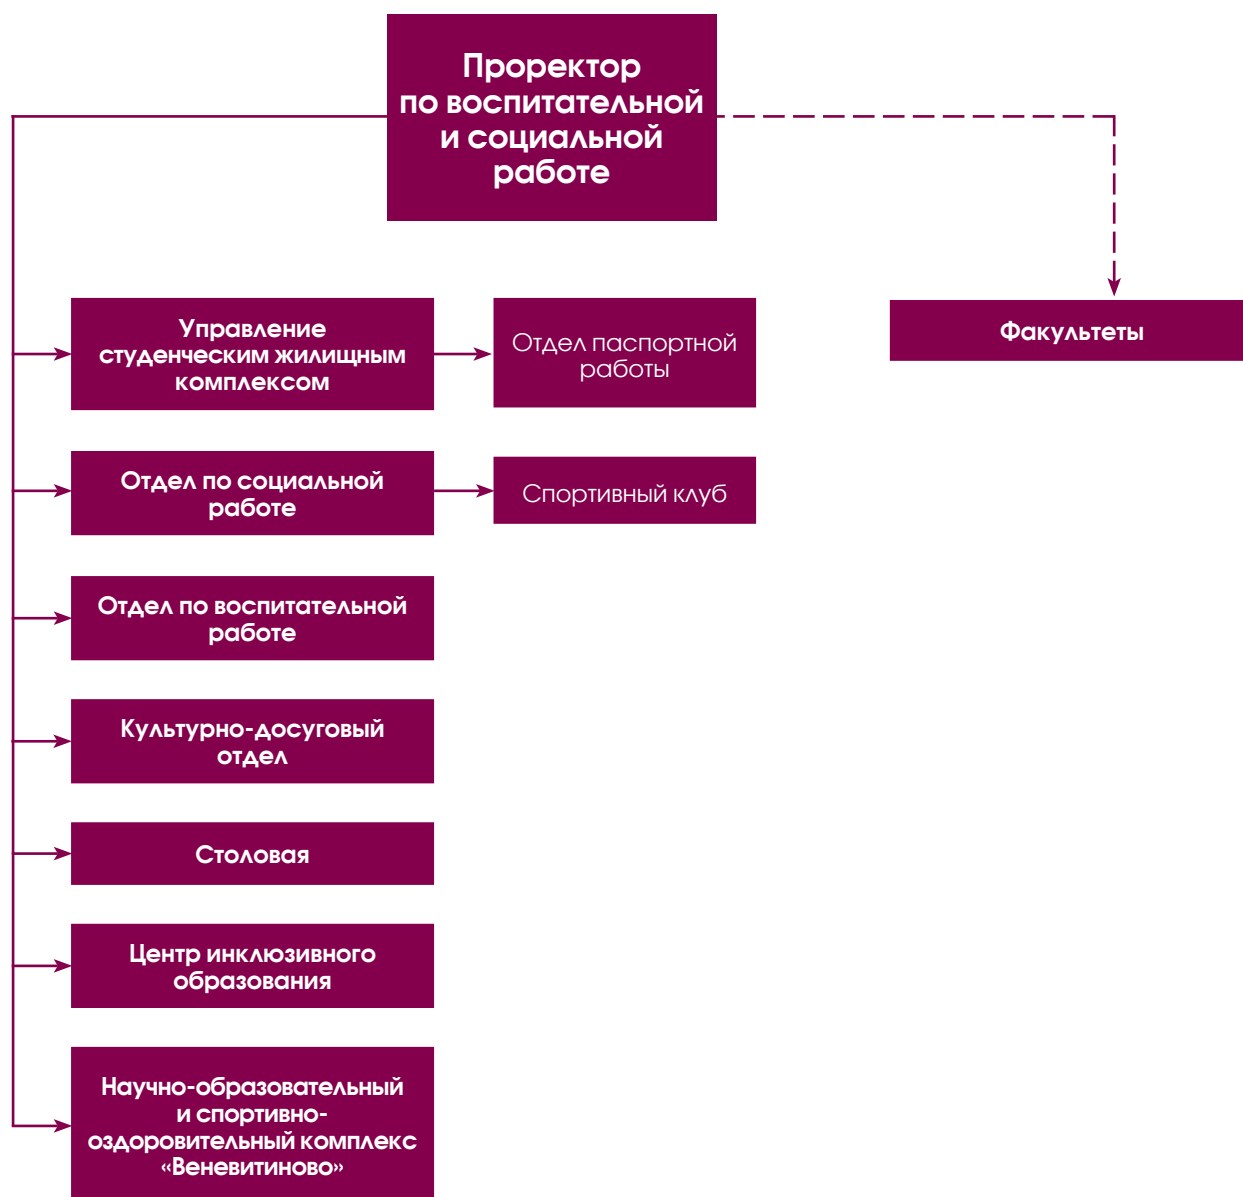 Проректор
по воспитательной
и социальной
работе
Управление
студенческим жилищным
комплексом
Отдел паспортной
работы
Факультеты
Отдел по социальной
работе
Спортивный клуб
Отдел по воспитательной
работе
Культурно-досуговый
отдел
Столовая
Центр инклюзивного
образования
Научно-образовательный
и спортивно-
оздоровительный комплекс
«Веневитиново»